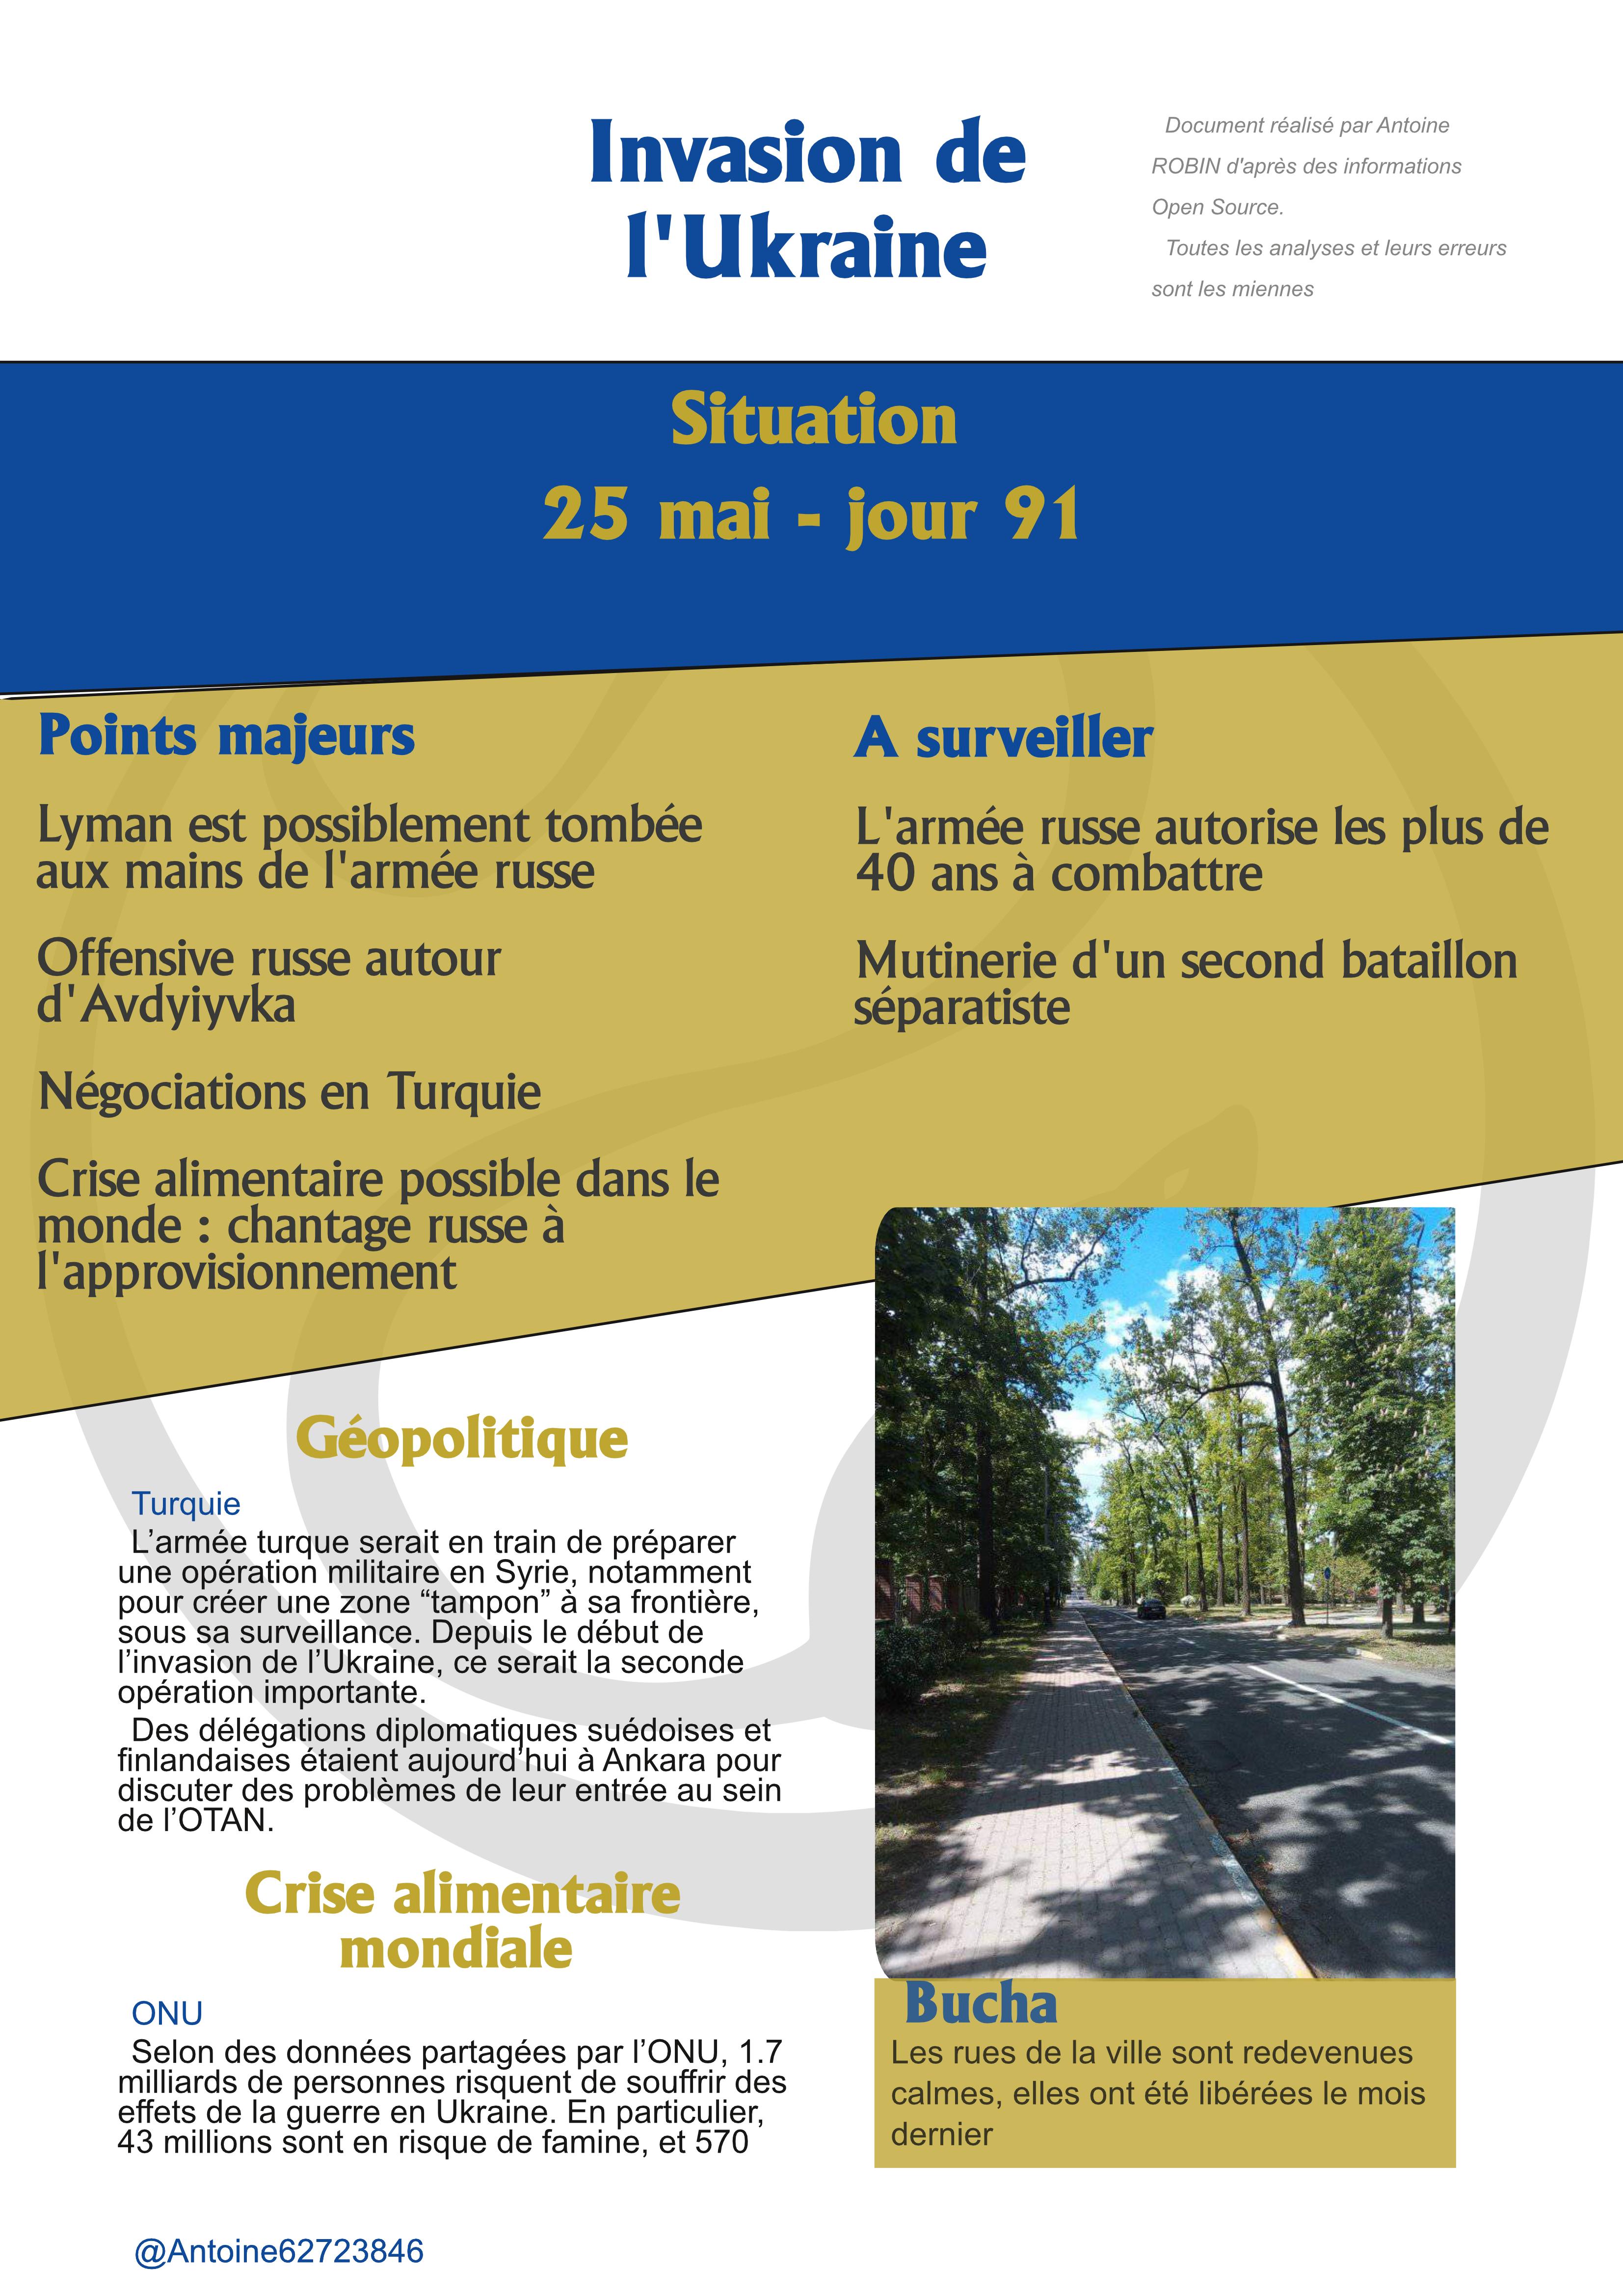 Invasion de
l'Ukraine
Document réalisé par Antoine
ROBIN d'après des informations
Open Source.
Toutes les analyses et leurs erreurs
sont les miennes
Situation
25 mai - jour 91
Points majeurs
Lyman est possiblement tombée
aux mains de l'armée russe
Offensive russe autour
d'Avdyiyvka
Négociations en Turquie
Crise alimentaire possible dans le
monde : chantage russe à
l'approvisionnement
A surveiller
L'armée russe autorise les plus de
40 ans à combattre
Mutinerie d'un second bataillon
séparatiste
Géopolitique
Turquie
L’armée turque serait en train de préparer
une opération militaire en Syrie, notamment
pour créer une zone “tampon” à sa frontière,
sous sa surveillance. Depuis le début de
l’invasion de l’Ukraine, ce serait la seconde
opération importante.
Des délégations diplomatiques suédoises et
finlandaises étaient aujourd’hui à Ankara pour
discuter des problèmes de leur entrée au sein
de l’OTAN.
Crise alimentaire
mondiale
ONU
Selon des données partagées par l’ONU, 1.7
milliards de personnes risquent de souffrir des
effets de la guerre en Ukraine. En particulier,
43 millions sont en risque de famine, et 570
Bucha
Les rues de la ville sont redevenues
calmes, elles ont été libérées le mois
dernier
@Antoine62723846